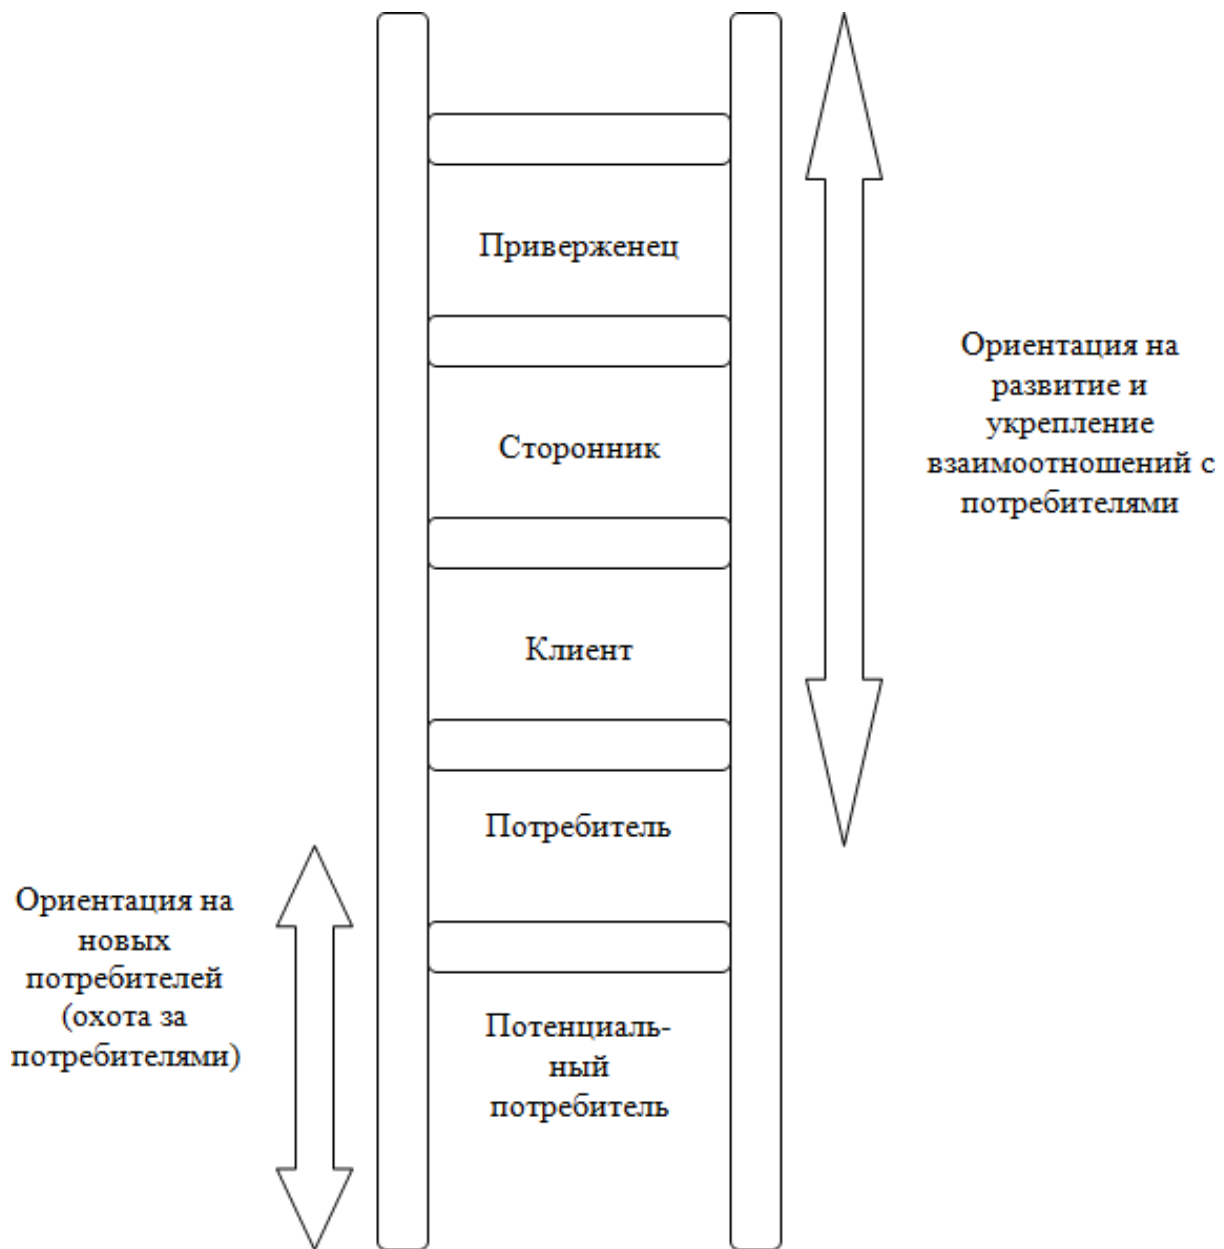 Приверженец
Сторонник
Клиент
Потребитель
Потенциаль-
ный
потребитель
Ориентация на
развитие и
укрепление
взаимоотношений с
потребителями
Ориентация на
новых
потребителей
(охота за
потребителями)